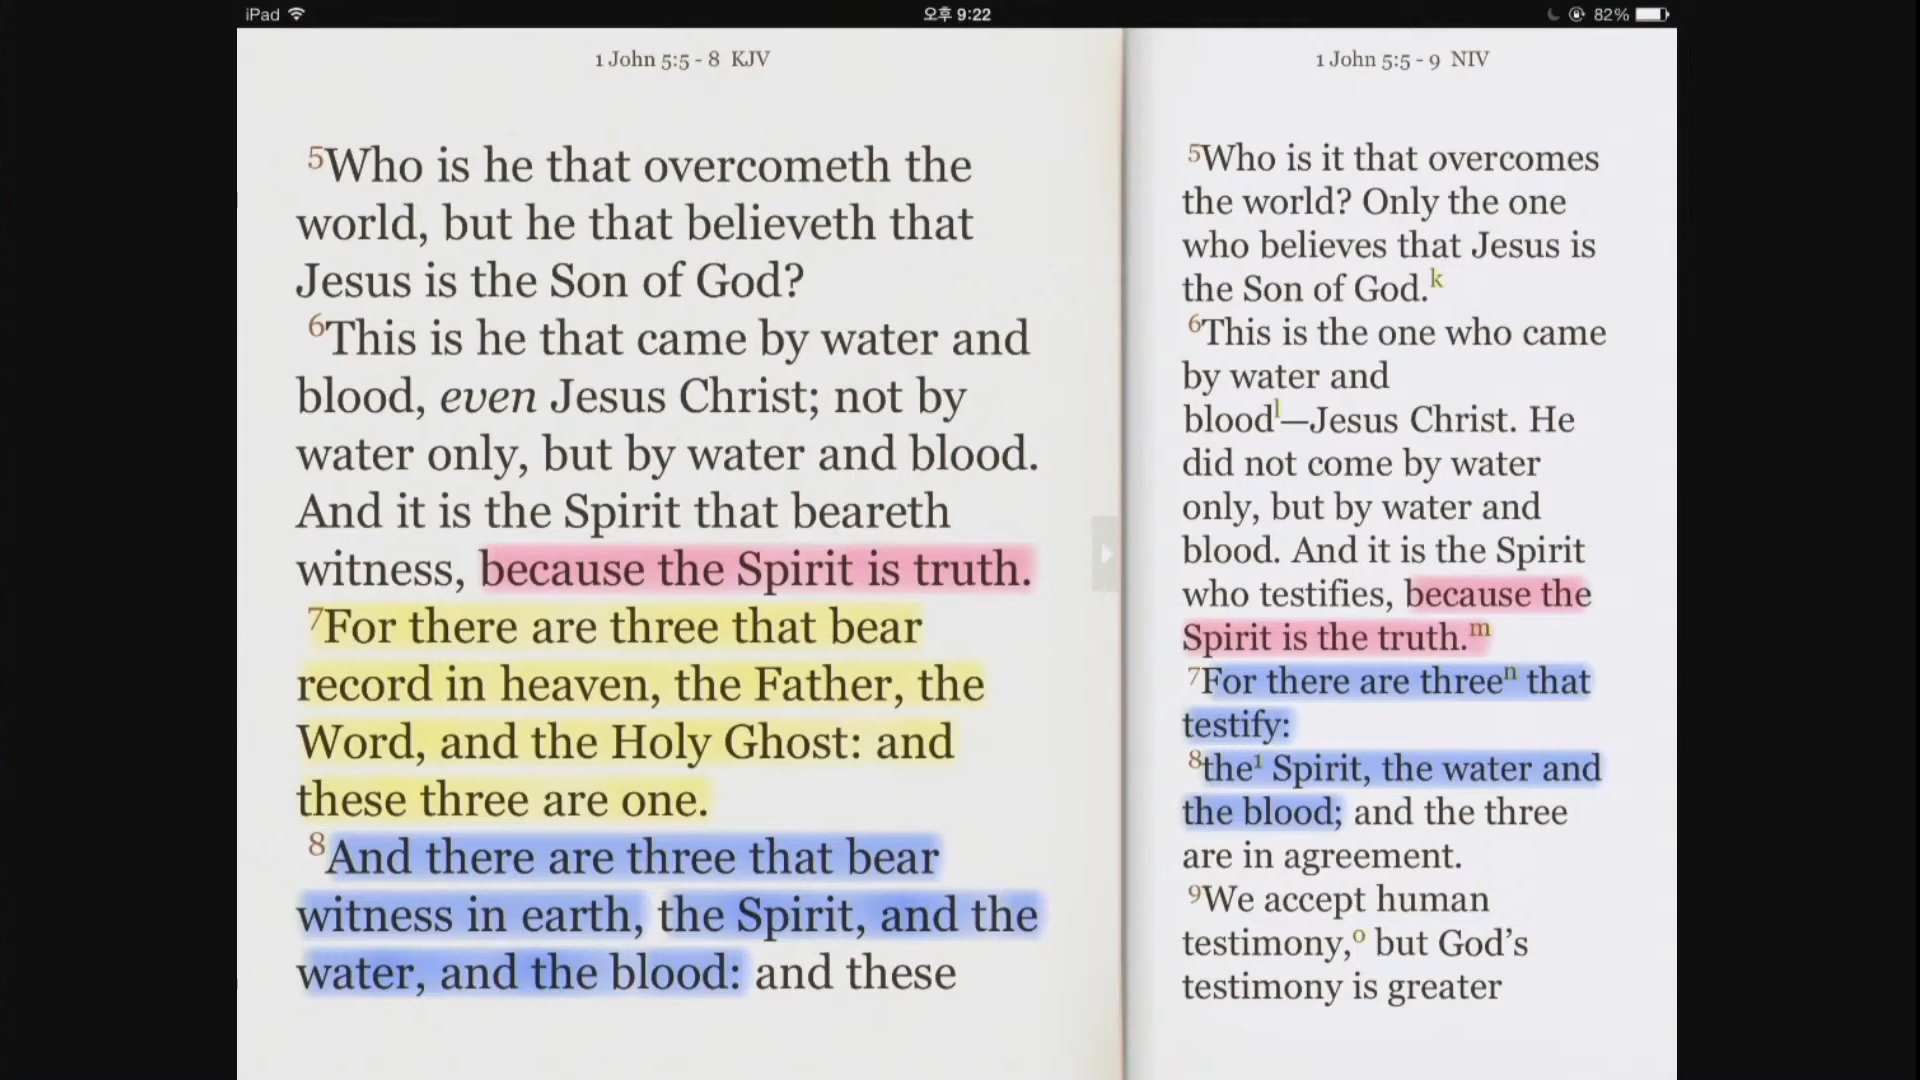 iPad
오후 9:22
82%
1 John 5:5 - 8 KJV
5Who is he that overcometh the
world, but he that believeth that
Jesus is the Son of God?
6This is he that came by water and
blood, even Jesus Christ; not by
water only, but by water and blood.
And it is the Spirit that beareth
witness, because the Spirit is truth.
7For there are three that bear
record in heaven, the Father, the
Word, and the Holy Ghost: and
these three are one.
8And there are three that bear
witness in earth, the Spirit, and the
water, and the blood: and these
1 John 5:5 - 9 NIV
5Who is it that overcomes
the world? Only the one
who believes that Jesus is
the Son of God.k
6This is the one who came
by water and
bloodl—Jesus Christ. He
did not come by water
only, but by water and
blood. And it is the Spirit
who testifies, because the
Spirit is the truth.m
7For there are threen that
testify:
8the1 Spirit, the water and
the blood; and the three
are in agreement.
9We accept human
testimony,o but God’s
testimony is greater